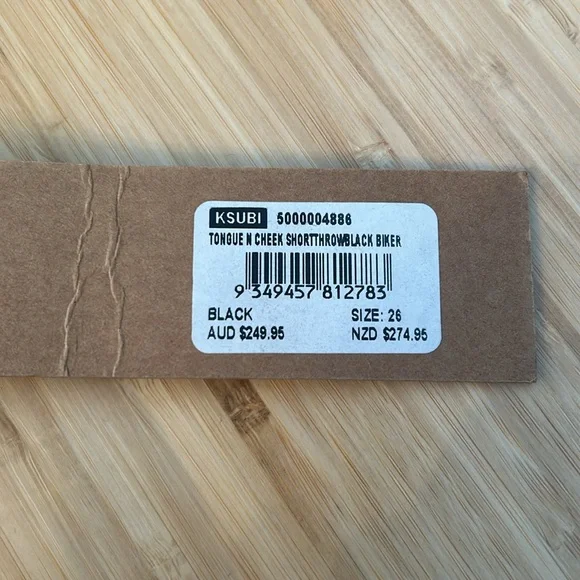 KSUBI 5000004886
TONGUE N CHEEK SHORTTHROWBLACK BIKER
9 349457 812783
BLACK SIZE: 26
AUD $249.95 NZD $274.95